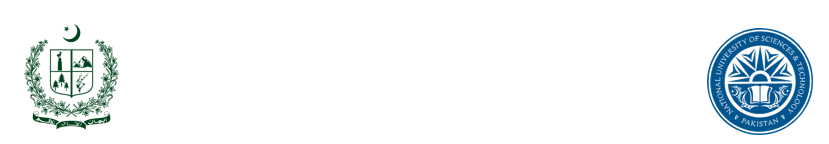 NATIONAL UNIVERSITY OF SCIENCES & TECHNOLOGY
PAKISTAN